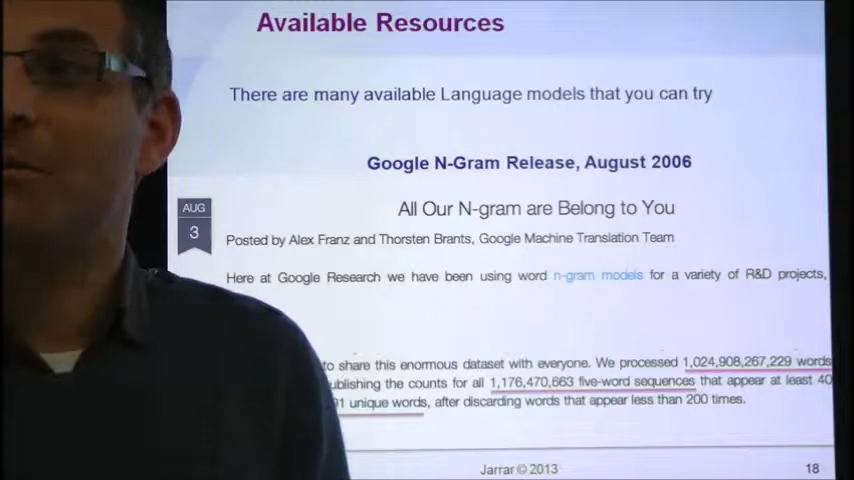 Available Resources
There are many available Language models that you can try
Google N-Gram Release, August 2006
All Our N-gram are Belong to You
AUG
3
Posted by Alex Franz and Thorsten Brants, Google Machine Translation Team
Here at Google Research we have been using word n-gram models for a variety of R&D projects,
to share this enormous dataset with everyone. We processed 1,024,908,267,229 words
ublishing the counts for all 1,176,470,663 five-word sequences that appear at least 40
91 unique words, after discarding words that appear less than 200 times.
Jarrar © 2013
18